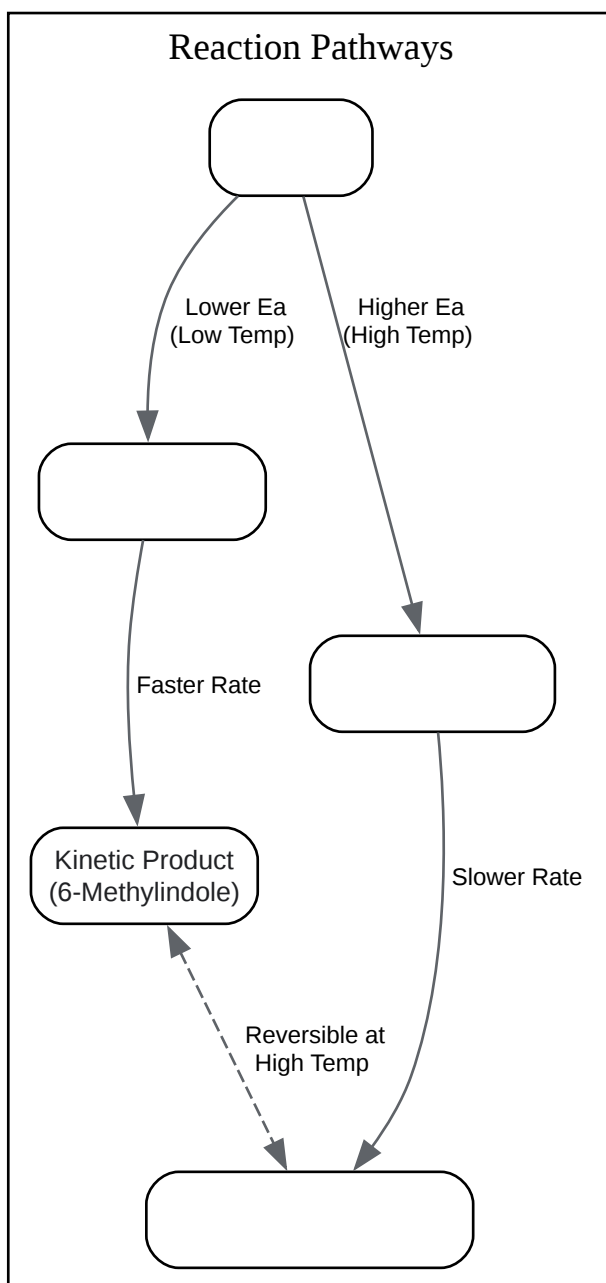 Reaction Pathways
Lower Ea
(Low Temp)
Higher Ea
(High Temp)
Faster Rate
Kinetic Product
(6-Methylindole)
Slower Rate
Reversible at
High Temp